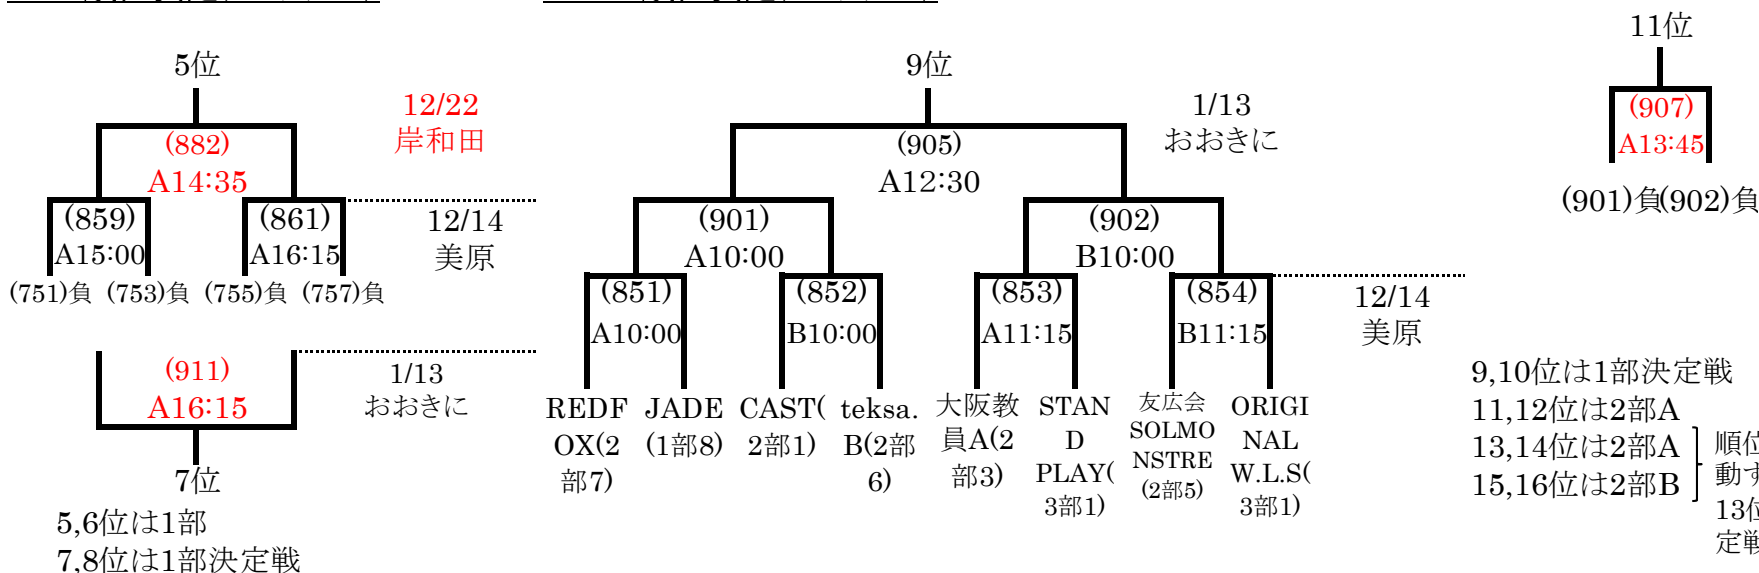 5位
12/22
岸和田
(882)
A14:35
(859)
A15:00
(861)
A16:15
12/14
美原
(751)負 (753)負 (755)負 (757)負
(911)
A16:15
1/13
おおきに
7位
5,6位は1部
7,8位は1部決定戦
9位
1/13
おおきに
(905)
A12:30
(901)
A10:00
(902)
B10:00
(851)
A10:00
(852)
B10:00
(853)
A11:15
(854)
B11:15
12/14
美原
REDF
OX(2
部7)
JADE
(1部8)
CAST(
2部1)
teksa.
B(2部
6)
大阪教
員A(2
部3)
STAN
D
PLAY(
3部1)
友広会
SOLMO
NSTRE
(2部5)
ORIGI
NAL
W.L.S(
3部1)
11位
(907)
A13:45
(901)負(902)負
9,10位は1部決定戦
11,12位は2部A
13,14位は2部A
15,16位は2部B
順位
動す
13位
定戦